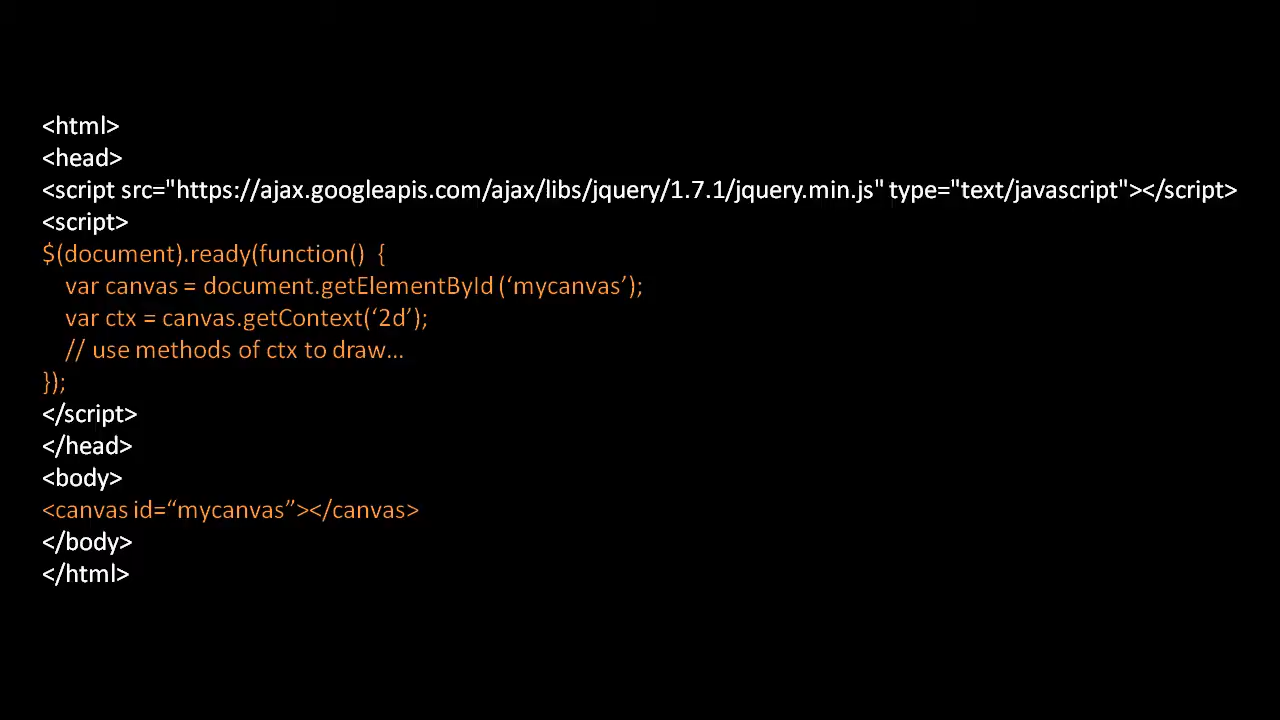 <html>
<head>
<script src="https://ajax.googleapis.com/ajax/libs/jquery/1.7.1/jquery.min.js" type="text/javascript"></script>
<script>
$(document).ready(function()  {
    var canvas = document.getElementById (‘mycanvas’);
    var ctx = canvas.getContext(‘2d’);
    // use methods of ctx to draw…
});
</script>
</head>
<body>
<canvas id=“mycanvas”></canvas>
</body>
</html>